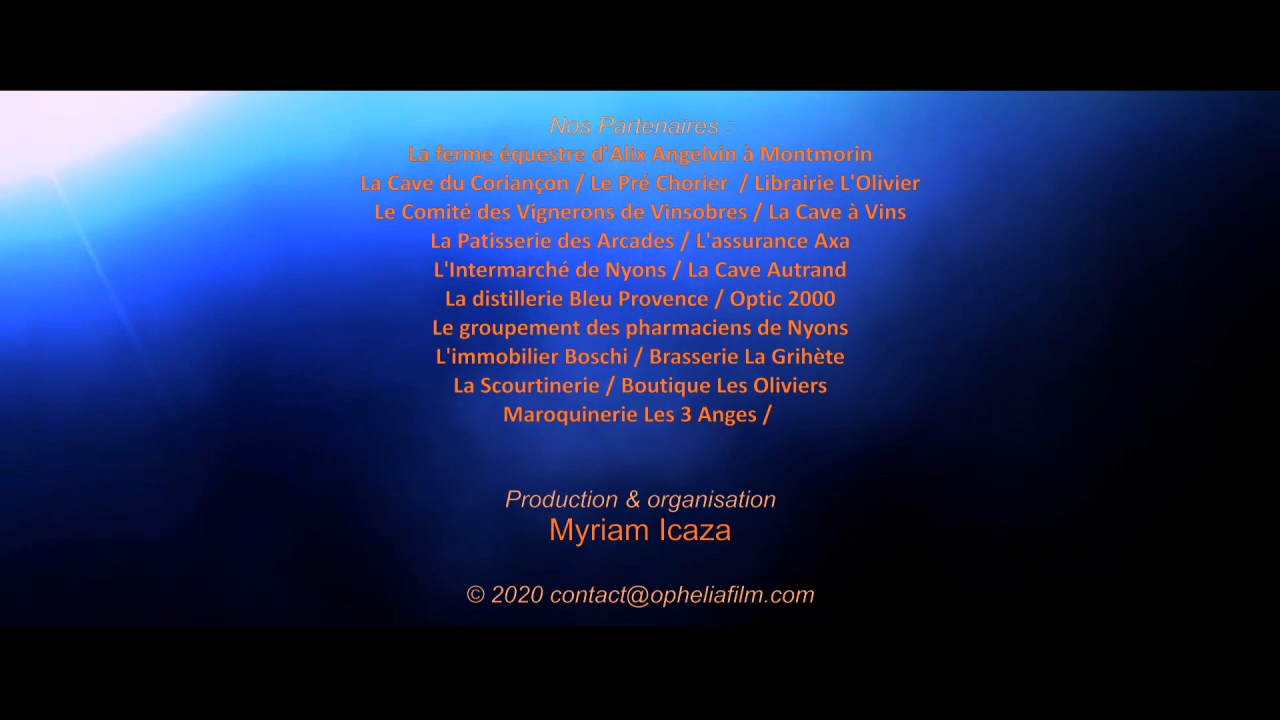 Nos Partenaires :
La ferme équestre d'Alix Angelvin à Montmorin
La Cave du Coriançon / Le Pré Chorier / Librairie L'Olivier
Le Comité des Vignerons de Vinsobres / La Cave à Vins
La Patisserie des Arcades / L'assurance Axa
L'Intermarché de Nyons / La Cave Autrand
La distillerie Bleu Provence / Optic 2000
Le groupement des pharmaciens de Nyons
L'immobilier Boschi / Brasserie La Grihète
La Scourtinerie / Boutique Les Oliviers
Maroquinerie Les 3 Anges /
Production & organisation
Myriam Icaza
© 2020 contact@opheliafilm.com